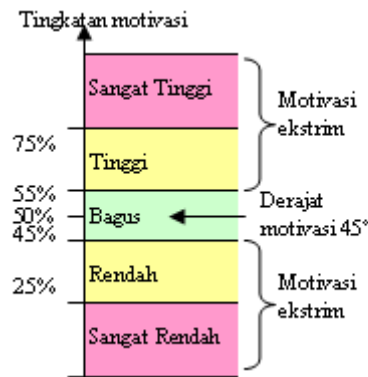 Tingkatan motivasi
Sangat Tinggi
Motivasi
ekstrim
75%
Tinggi
55%
50%
45%
Bagus
Derajat
motivasi 45°
Rendah
25%
Motivasi
ekstrim
Sangat Rendah